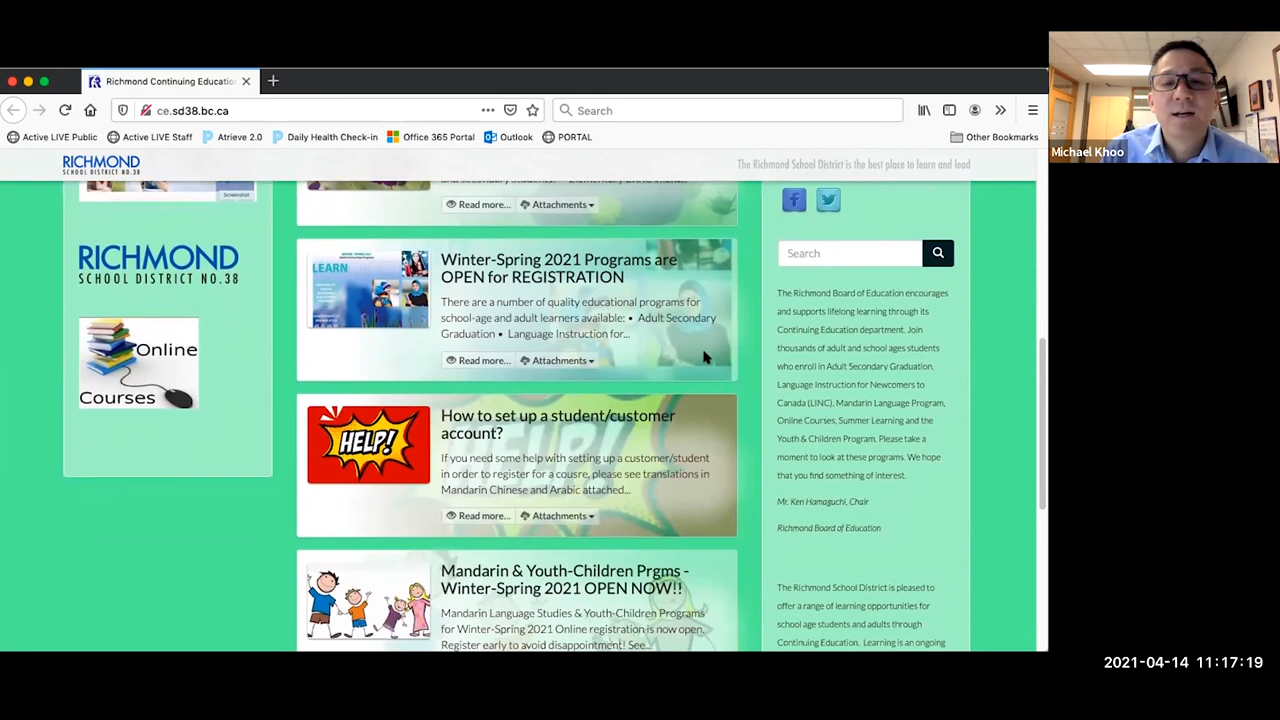 Richmond Continuing Educatio
ce.sd38.bc.ca
Search
Active LIVE Public
Active LIVE Staff
Atrieve 2.0
Daily Health Check-in
Office 365 Portal
Outlook
PORTAL
Other Bookmarks
Michael Khoo
RICHMOND
SCHOOL DISTRICT NO.38
The Richmond School District is the best place to learn and lead
Screenshot
RICHMOND
SCHOOL DISTRICT NO.38
Online
Courses
Read more...
Attachments
LEARN
Winter-Spring 2021 Programs are
OPEN for REGISTRATION
There are a number of quality educational programs for
school-age and adult learners available: • Adult Secondary
Graduation • Language Instruction for...
Read more...
Attachments
HELP!
How to set up a student/customer
account?
If you need some help with setting up a customer/student
in order to register for a cousre, please see translations in
Mandarin Chinese and Arabic attached...
Read more...
Attachments
Mandarin & Youth-Children Prgms -
Winter-Spring 2021 OPEN NOW!!
Mandarin Language Studies & Youth-Children Programs
for Winter-Spring 2021 Online registration is now open.
Register early to avoid disappointment! See...
Search
The Richmond Board of Education encourages
and supports lifelong learning through its
Continuing Education department. Join
thousands of adult and school ages students
who enroll in Adult Secondary Graduation,
Language Instruction for Newcomers to
Canada (LINC), Mandarin Language Program,
Online Courses, Summer Learning and the
Youth & Children Program. Please take a
moment to look at these programs. We hope
that you find something of interest.
Mr. Ken Hamaguchi, Chair
Richmond Board of Education
The Richmond School District is pleased to
offer a range of learning opportunities for
school age students and adults through
Continuing Education. Learning is an ongoing
2021-04-14 11:17:19